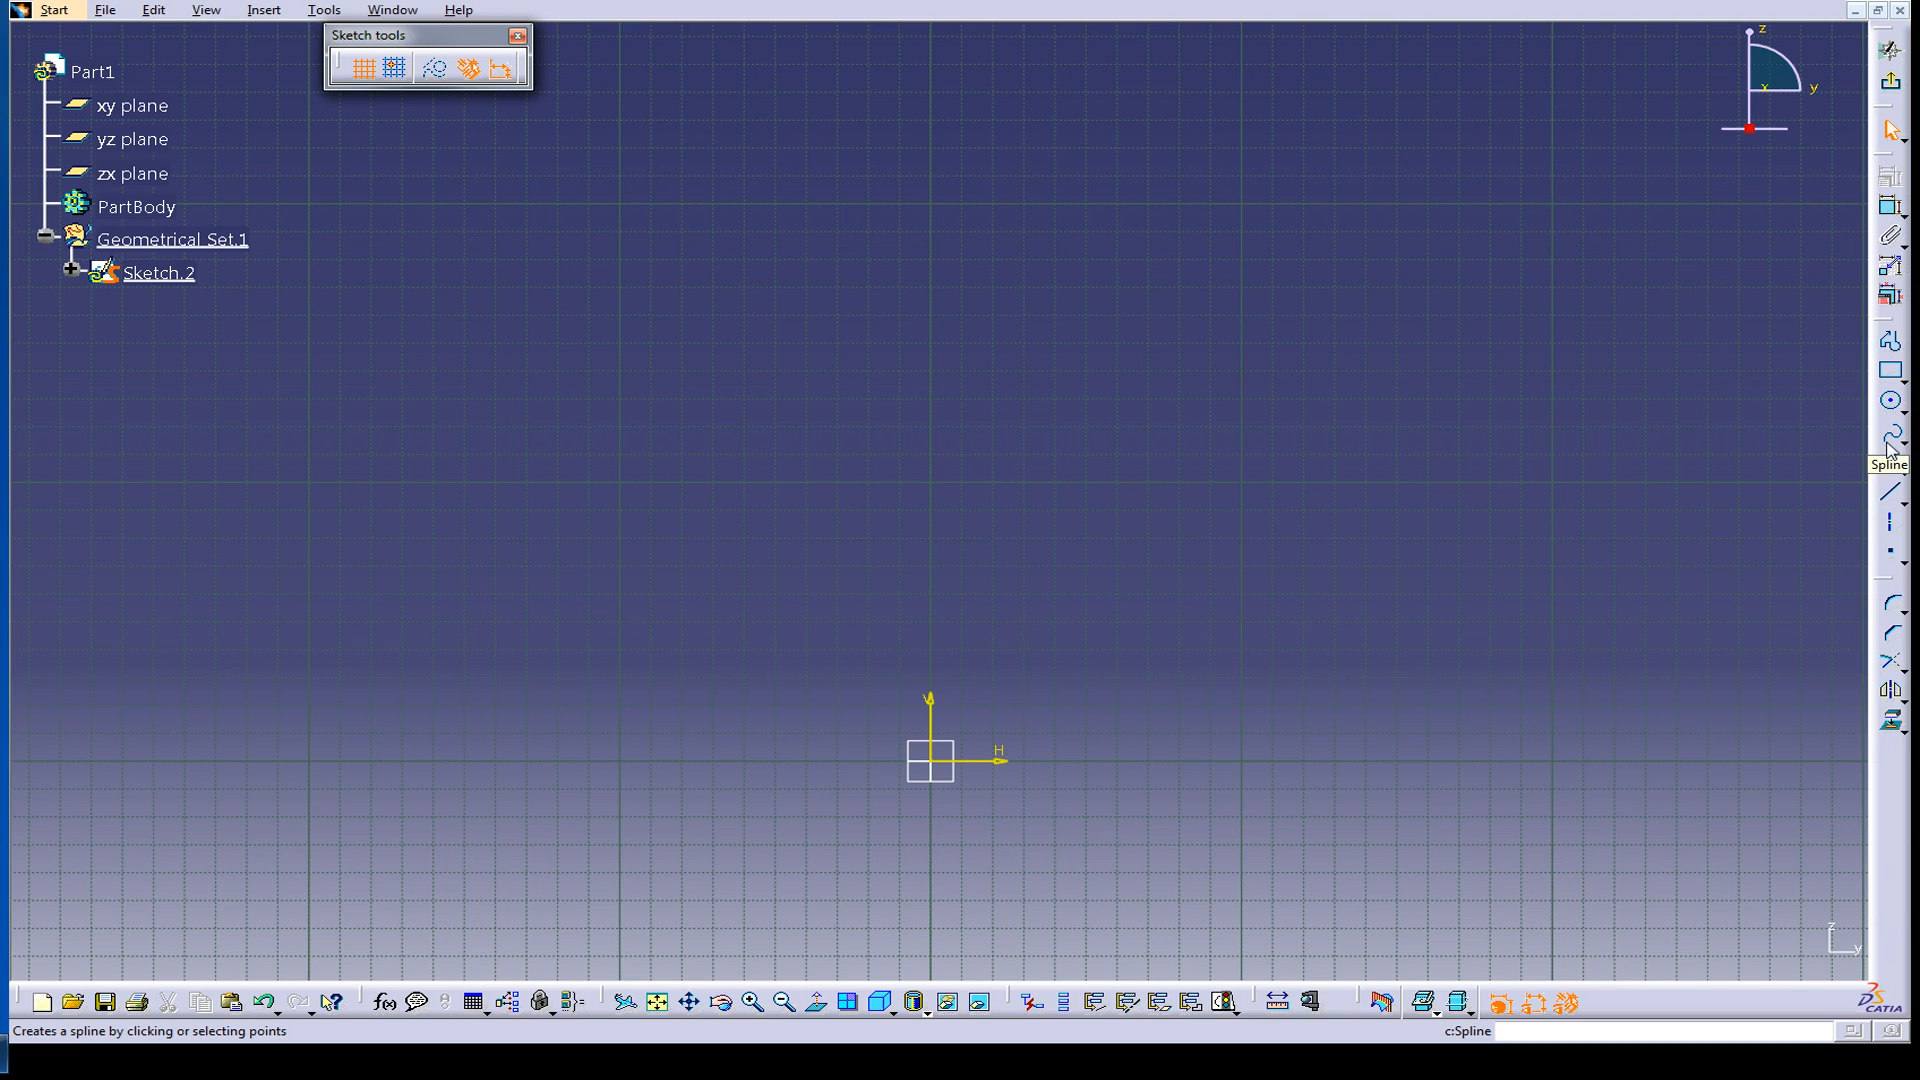 Start File Edit View Insert Tools Window Help
Sketch tools
Part1
xy plane
yz plane
zx plane
PartBody
Geometrical Set.1
Sketch.2
z
x
y
Spline
V
H
z
y
f(x)
DS
CATIA
Creates a spline by clicking or selecting points
c:Spline